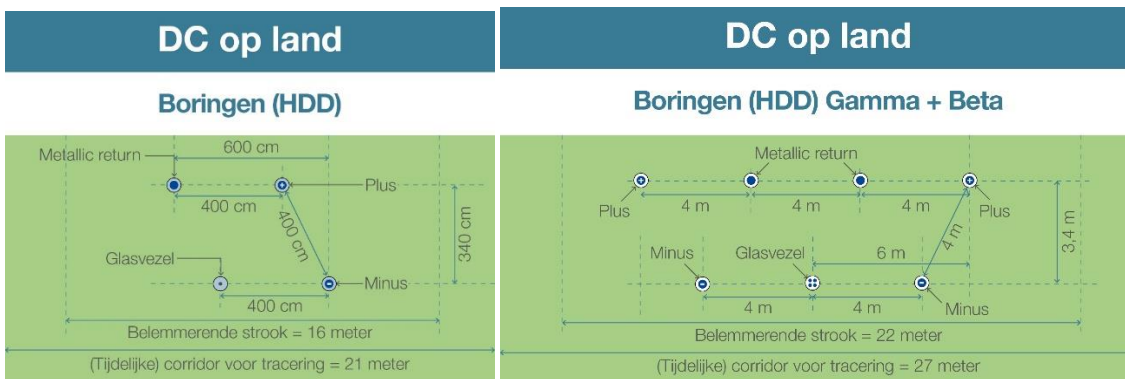 DC op land
Boringen (HDD)
600 cm
Metallic return
Plus
400 cm
400 cm
340 cm
Glasvezel
Minus
400 cm
Belemmerende strook = 16 meter
(Tijdelijke) corridor voor tracering = 21 meter
DC op land
Boringen (HDD) Gamma + Beta
Metallic return
Plus
4 m
4 m
4 m
Plus
4 m
3,4 m
Minus
Glasvezel
6 m
4 m
4 m
Minus
Belemmerende strook = 22 meter
(Tijdelijke) corridor voor tracering = 27 meter